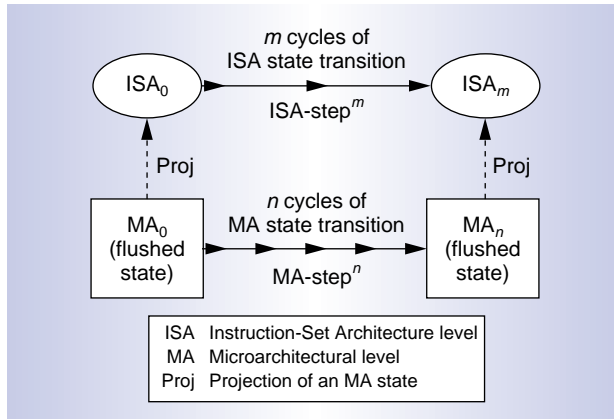 m cycles of
ISA state transition
ISA₀
ISAₘ
ISA-stepᵐ
Proj
Proj
n cycles of
MA state transition
MA₀
(flushed
state)
MAₙ
(flushed
state)
MA-stepⁿ
ISA Instruction-Set Architecture level
MA Microarchitectural level
Proj Projection of an MA state